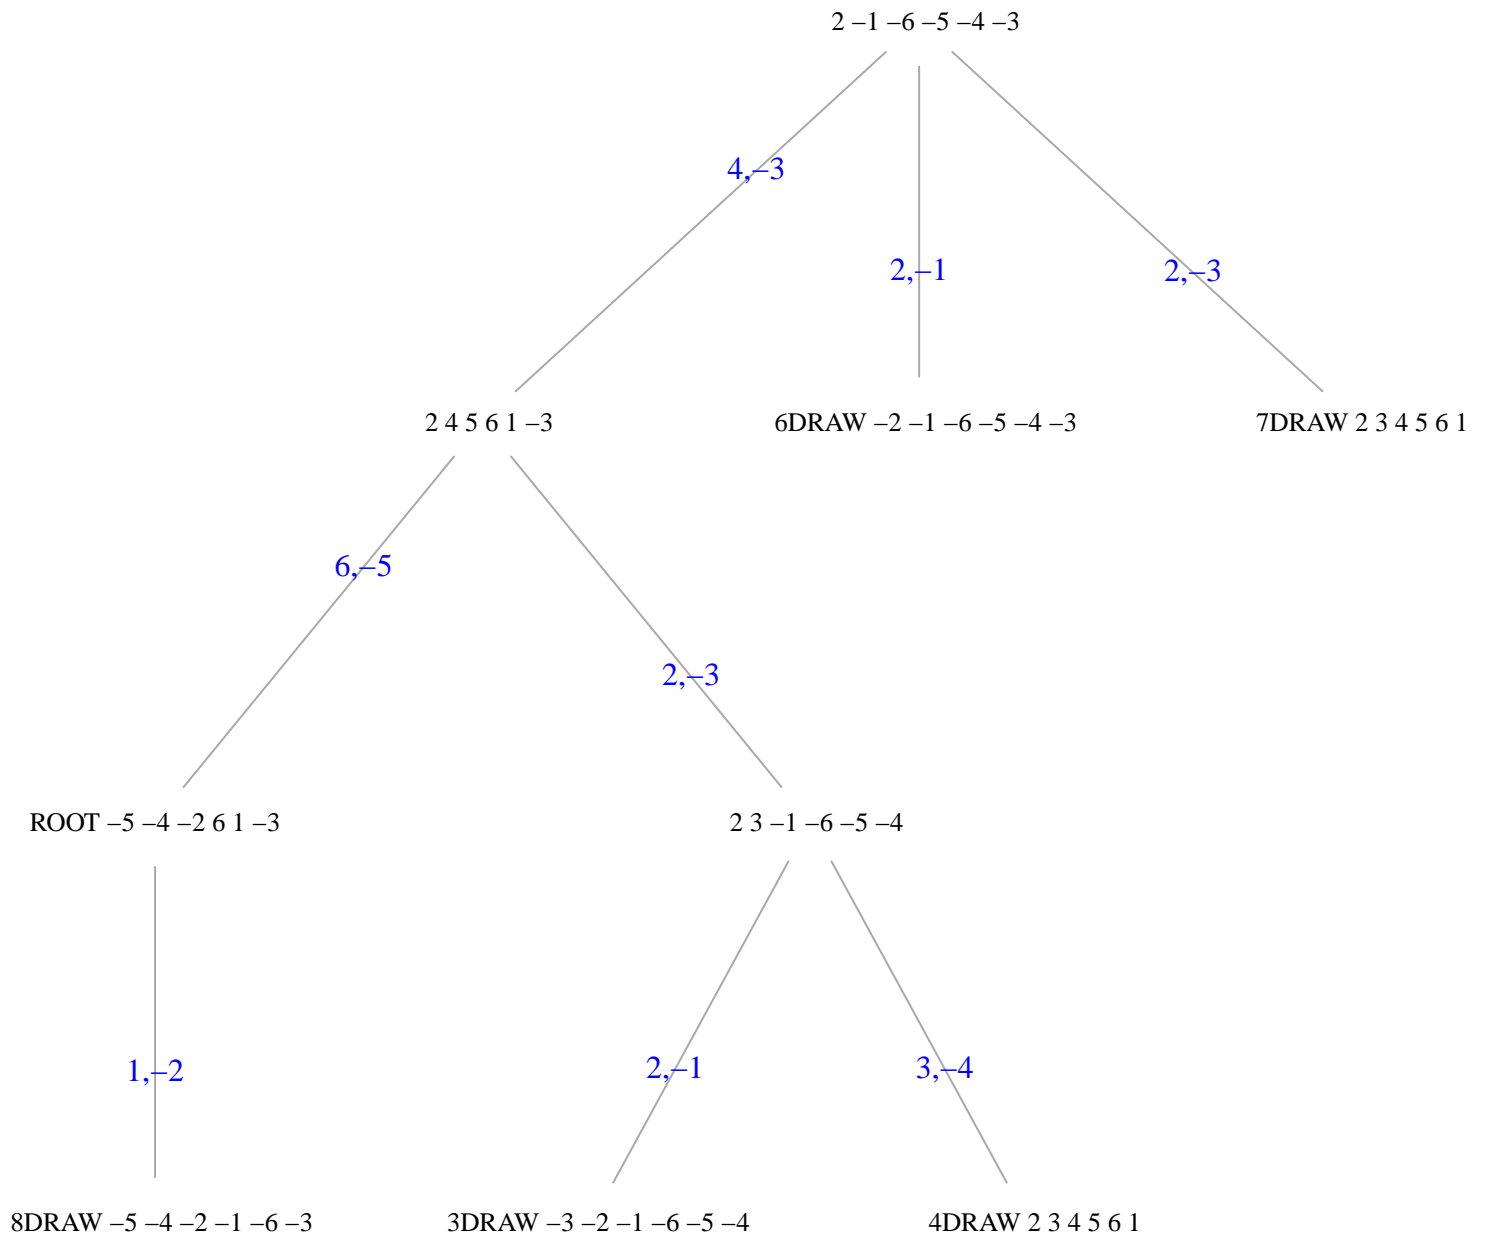 2 –1 –6 –5 –4 –3
4,–3
2,–1
2,–3
2 4 5 6 1 –3
6DRAW –2 –1 –6 –5 –4 –3
7DRAW 2 3 4 5 6 1
6,–5
2,–3
ROOT –5 –4 –2 6 1 –3
2 3 –1 –6 –5 –4
1,–2
2,–1
3,–4
8DRAW –5 –4 –2 –1 –6 –3
3DRAW –3 –2 –1 –6 –5 –4
4DRAW 2 3 4 5 6 1